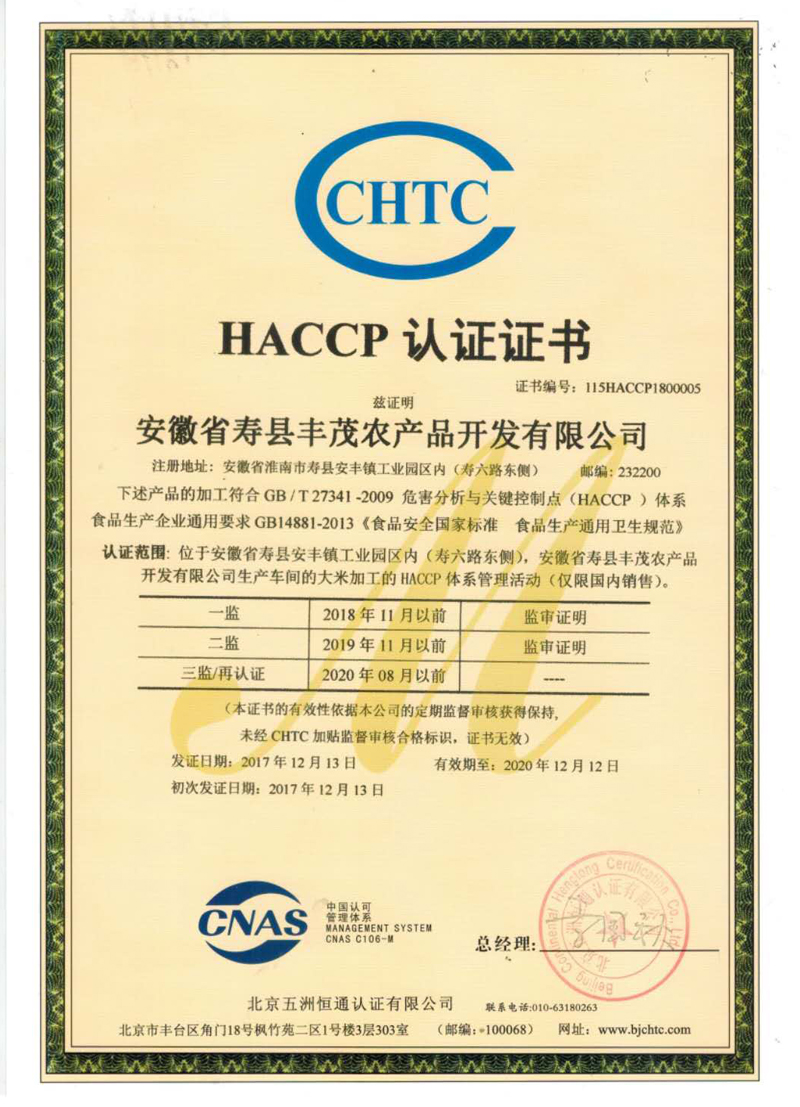 CHTC
HACCP 认证证书
证书编号：115HACCP1800005
兹证明
安徽省寿县丰茂农产品开发有限公司
注册地址：安徽省淮南市寿县安丰镇工业园区内（寿六路东侧） 邮编：232200
下述产品的加工符合 GB / T 27341 -2009 危害分析与关键控制点（HACCP ）体系
食品生产企业通用要求 GB14881-2013《食品安全国家标准 食品生产通用卫生规范》
认证范围: 位于安徽省寿县安丰镇工业园区内（寿六路东侧），安徽省寿县丰茂农产品
开发有限公司生产车间的大米加工的 HACCP 体系管理活动（仅限国内销售）。
一监 2018 年 11 月以前 监审证明
二监 2019 年 11 月以前 监审证明
三监/再认证 2020 年 08 月以前 ----
（本证书的有效性依据本公司的定期监督审核获得保持,
未经 CHTC 加贴监督审核合格标识，证书无效）
发证日期：2017 年 12 月 13 日 有效期至：2020 年 12 月 12 日
初次发证日期：2017 年 12 月 13 日
CNAS
中国认可
管理体系
MANAGEMENT SYSTEM
CNAS C106-M
总经理:
Beijing Continental Hengtong Certification Co., Ltd.
北京五洲恒通认证有限公司 联系电话:010-63180263
北京市丰台区角门18号枫竹苑二区1号楼3层303室 （邮编：100068） 网址：www.bjchtc.com